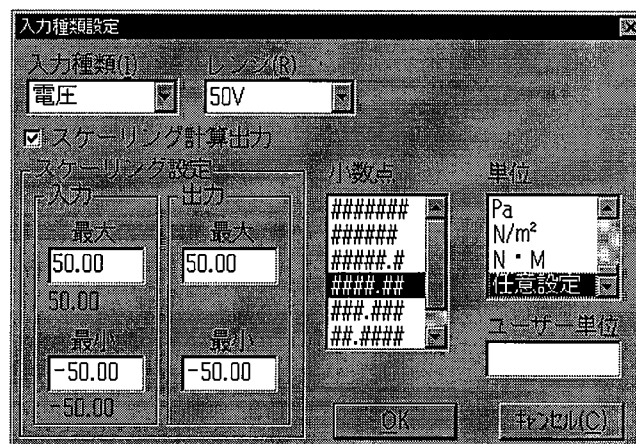 入力種類設定
入力種類(I)
レンジ(R)
電圧
50V
スケーリング計算出力
スケーリング設定
入力
出力
最大
最大
50.00
50.00
50.00
最小
最小
-50.00
-50.00
-50.00
小数点
#######
######
#####.#
####.##
###.###
##.####
単位
Pa
N/m²
N・M
任意設定
ユーザー単位
OK
キャンセル(C)